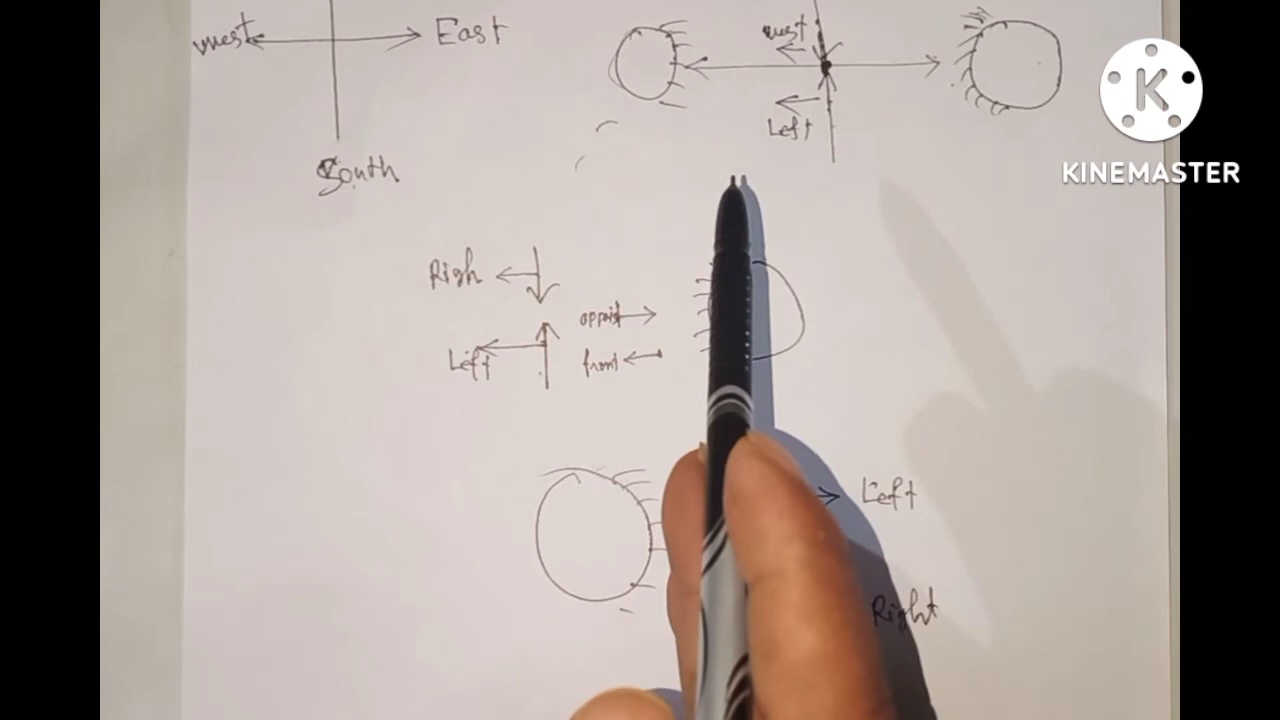 west East
west
Left
South
KINEMASTER
Righ
opposit
Left front
Left
Right